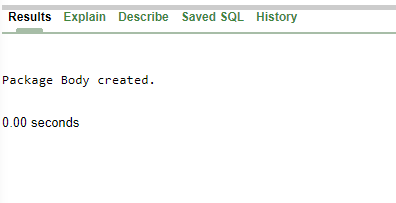 Results Explain Describe Saved SQL History
Package Body created.
0.00 seconds